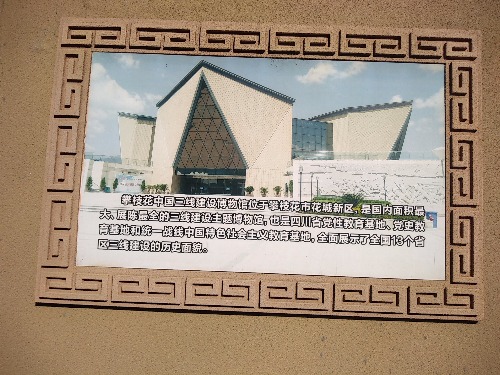 攀枝花中国三线建设博物馆位于攀枝花市花城新区，是国内面积最
大、展陈最全的三线建设主题博物馆，也是四川省党性教育基地、党史教
育基地和统一战线中国特色社会主义教育基地，全面展示了全国13个省
区三线建设的历史面貌。